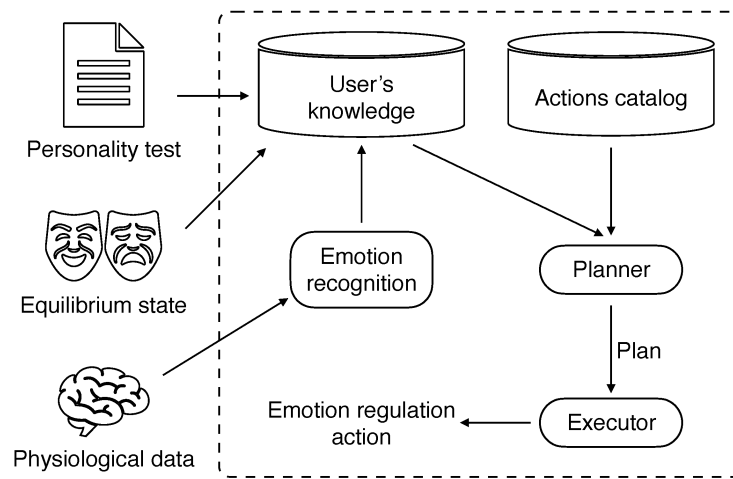 User's
knowledge
Actions catalog
Personality test
Emotion
recognition
Planner
Equilibrium state
Plan
Emotion regulation
action
Executor
Physiological data